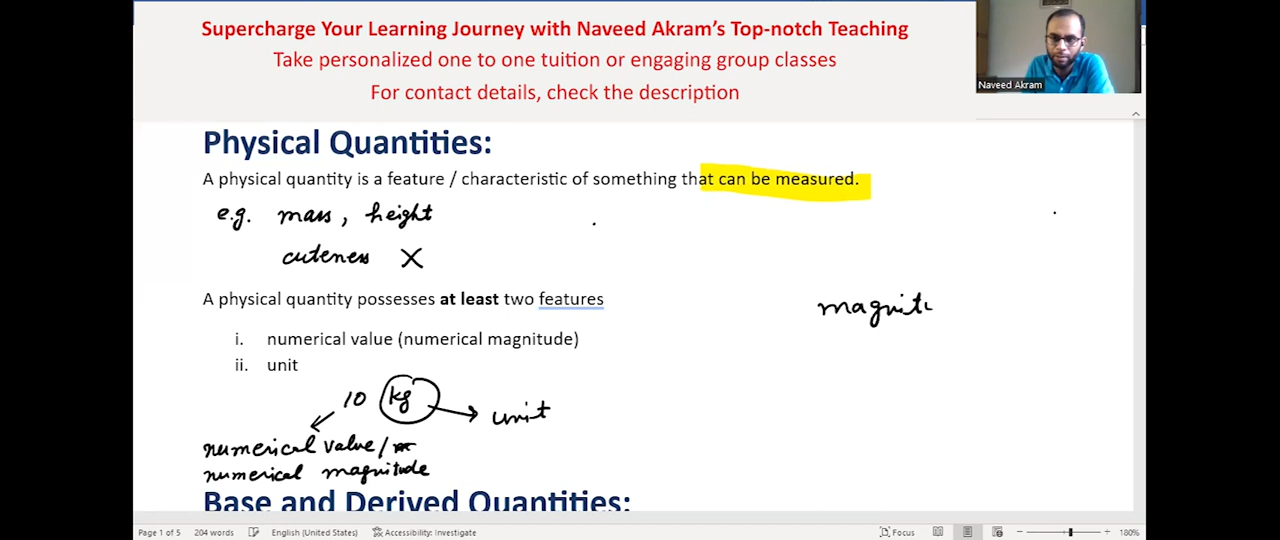 Supercharge Your Learning Journey with Naveed Akram's Top-notch Teaching
Take personalized one to one tuition or engaging group classes
For contact details, check the description
Naveed Akram
Physical Quantities:
A physical quantity is a feature / characteristic of something that can be measured.
e.g. mass, height
cuteness X
A physical quantity possesses at least two features
magnit
i. numerical value (numerical magnitude)
ii. unit
10 kg
unit
numerical value/
numerical magnitude
Base and Derived Quantities:
Page 1 of 5 204 words English (United States) Accessibility: Investigate Focus 180%